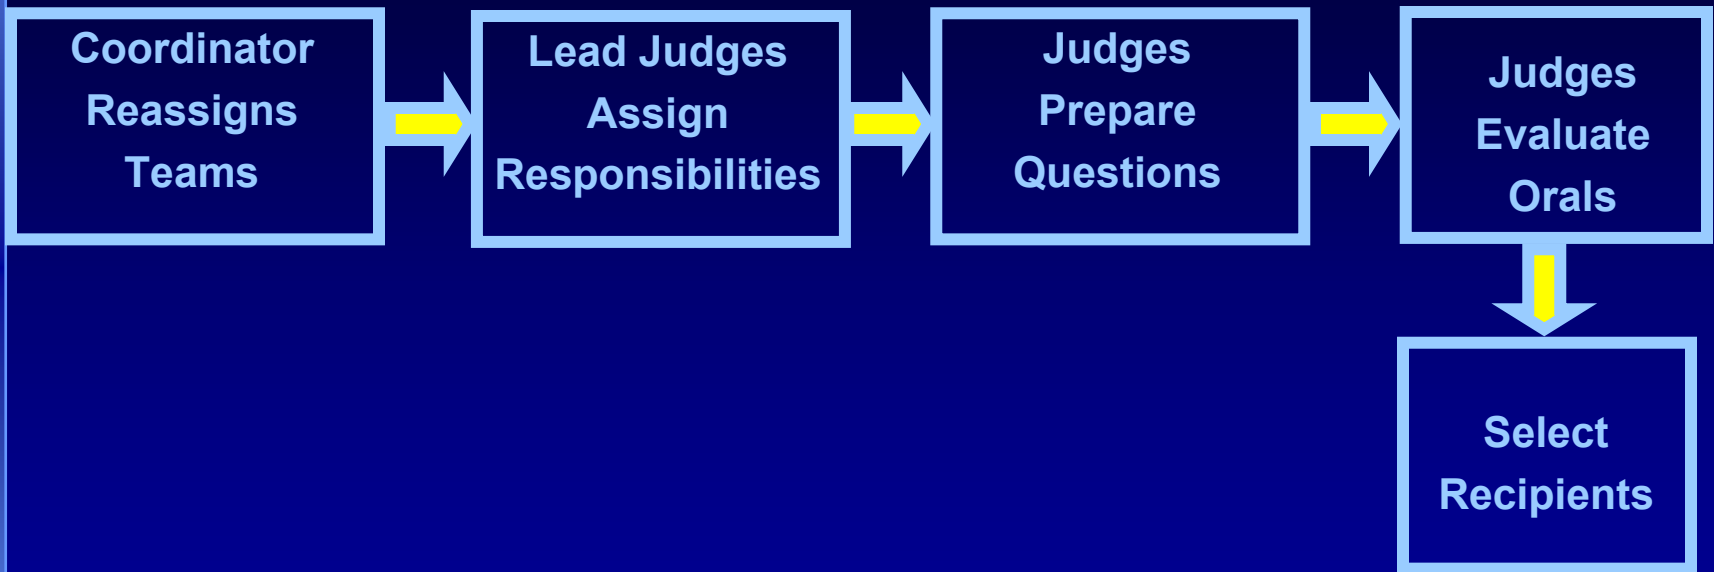 Coordinator
Reassigns
Teams
Lead Judges
Assign
Responsibilities
Judges
Prepare
Questions
Judges
Evaluate
Orals
Select
Recipients